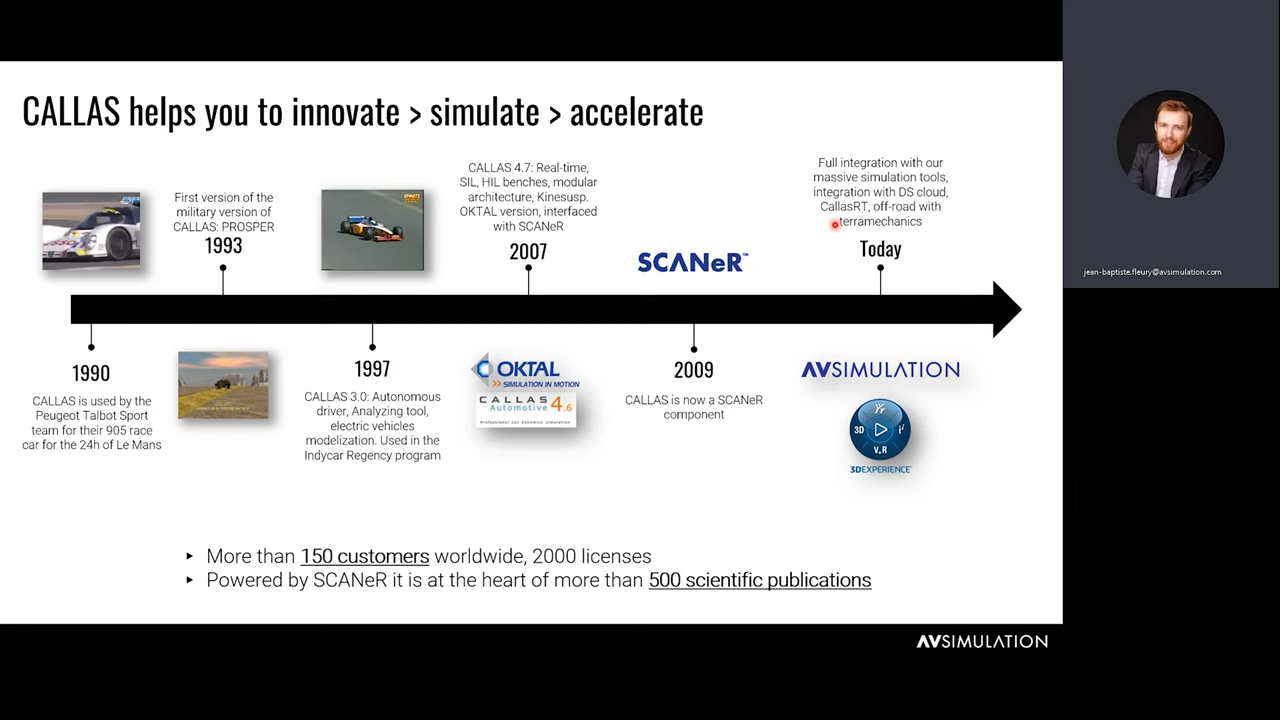 CALLAS helps you to innovate > simulate > accelerate
First version of the
military version of
CALLAS: PROSPER
1993
CALLAS 4.7: Real-time,
SIL, HIL benches, modular
architecture, Kinesusp.
OKTAL version, interfaced
with SCANeR
2007
SCANeR™
Full integration with our
massive simulation tools,
integration with DS cloud,
CallasRT, off-road with
terramechanics
Today
1990
CALLAS is used by the
Peugeot Talbot Sport
team for their 905 race
car for the 24h of Le Mans
1997
CALLAS 3.0: Autonomous
driver, Analyzing tool,
electric vehicles
modelization. Used in the
Indycar Regency program
OKTAL
SIMULATION IN MOTION
CALLAS
Automotive 4.6
Professional car dynamics simulation
2009
CALLAS is now a SCANeR
component
AVSIMULATION
3D
V.R
3DEXPERIENCE
▸ More than 150 customers worldwide, 2000 licenses
▸ Powered by SCANeR it is at the heart of more than 500 scientific publications
AVSIMULATION
jean-baptiste.fleury@avsimulation.com